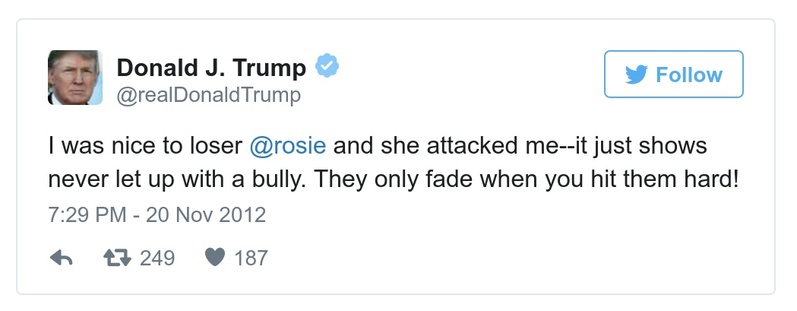 Donald J. Trump
@realDonaldTrump
Follow
I was nice to loser @rosie and she attacked me--it just shows
never let up with a bully. They only fade when you hit them hard!
7:29 PM - 20 Nov 2012
249 187